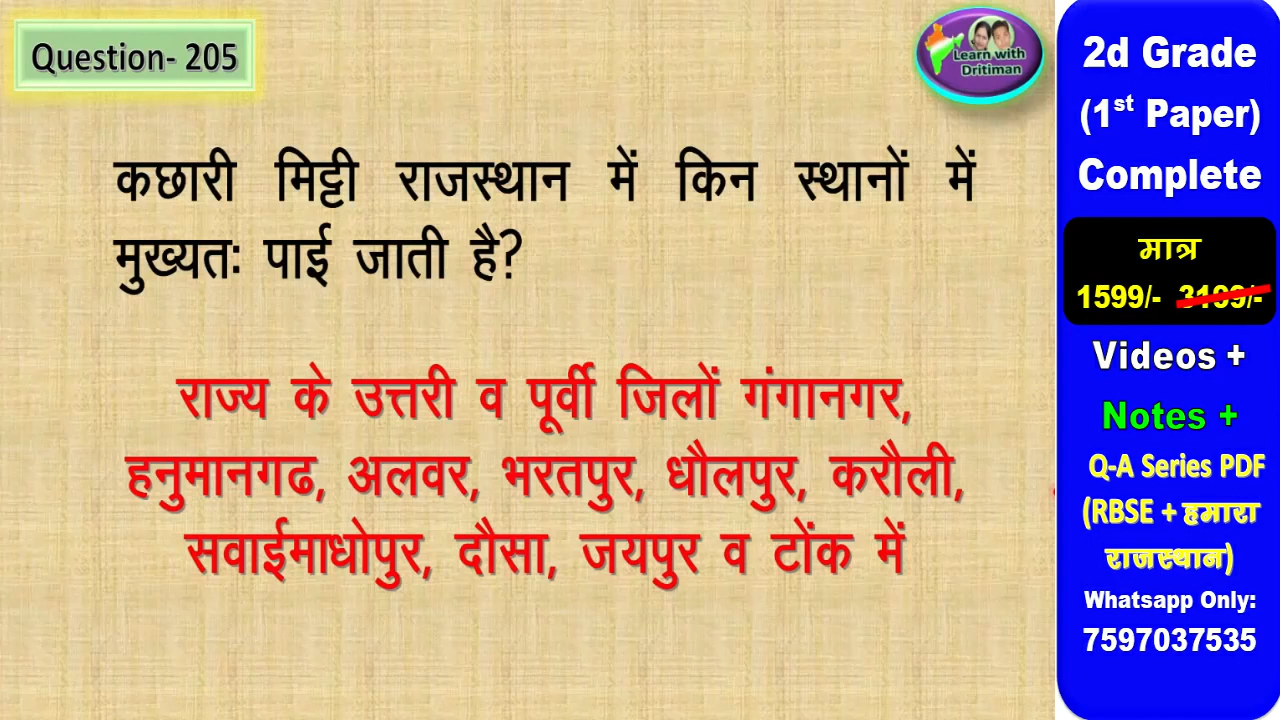 Question- 205
Learn with
Dritiman
कछारी मिट्टी राजस्थान में किन स्थानों में
मुख्यतः पाई जाती है?
राज्य के उत्तरी व पूर्वी जिलों गंगानगर,
हनुमानगढ, अलवर, भरतपुर, धौलपुर, करौली,
सवाईमाधोपुर, दौसा, जयपुर व टोंक में
2d Grade
(1st Paper)
Complete
मात्र
1599/- 3199/-
Videos +
Notes +
Q-A Series PDF
(RBSE + हमारा
राजस्थान)
Whatsapp Only:
7597037535